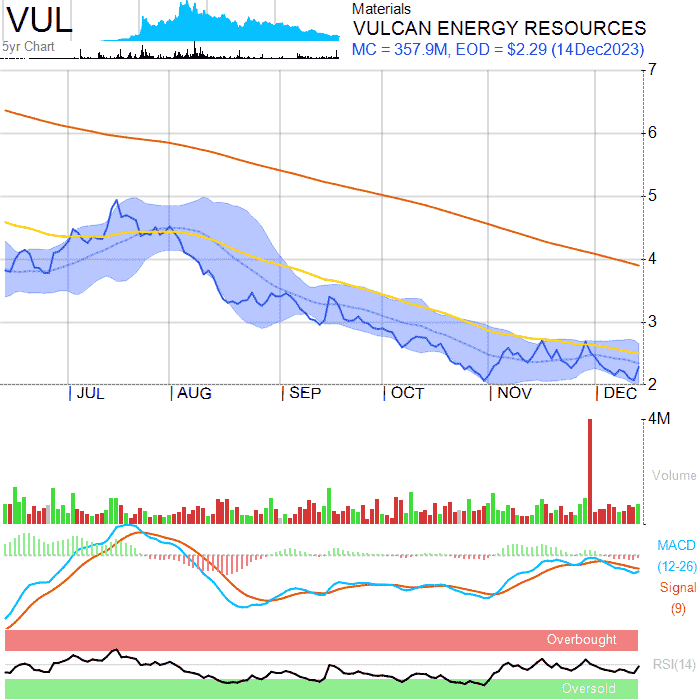 VUL
5yr Chart
Materials
VULCAN ENERGY RESOURCES
MC = 357.9M, EOD = $2.29 (14Dec2023)
7
6
5
4
3
2
JUL AUG SEP OCT NOV DEC
4M
Volume
MACD
(12-26)
Signal
(9)
Overbought
RSI(14)
Oversold